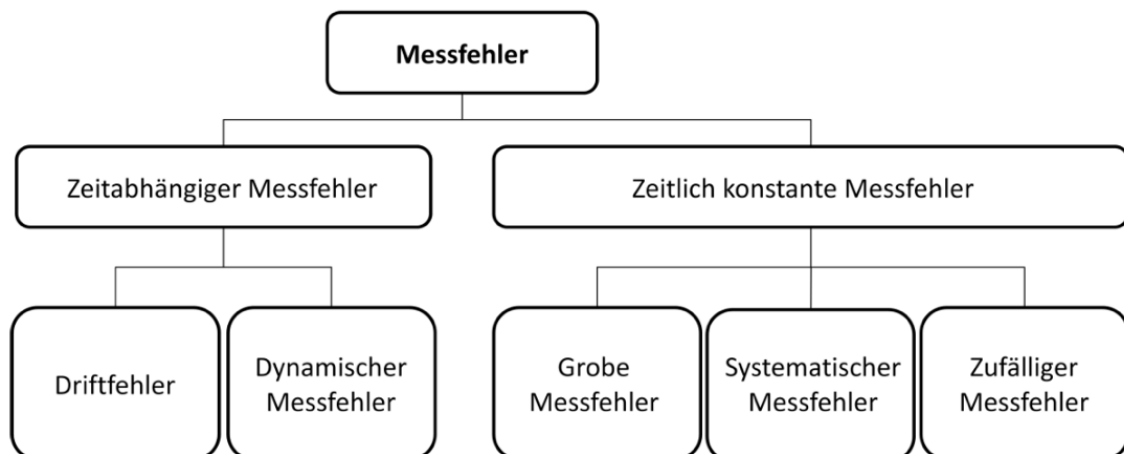 Messfehler
Zeitabhängiger Messfehler
Zeitlich konstante Messfehler
Driftfehler
Dynamischer
Messfehler
Grobe
Messfehler
Systematischer
Messfehler
Zufälliger
Messfehler